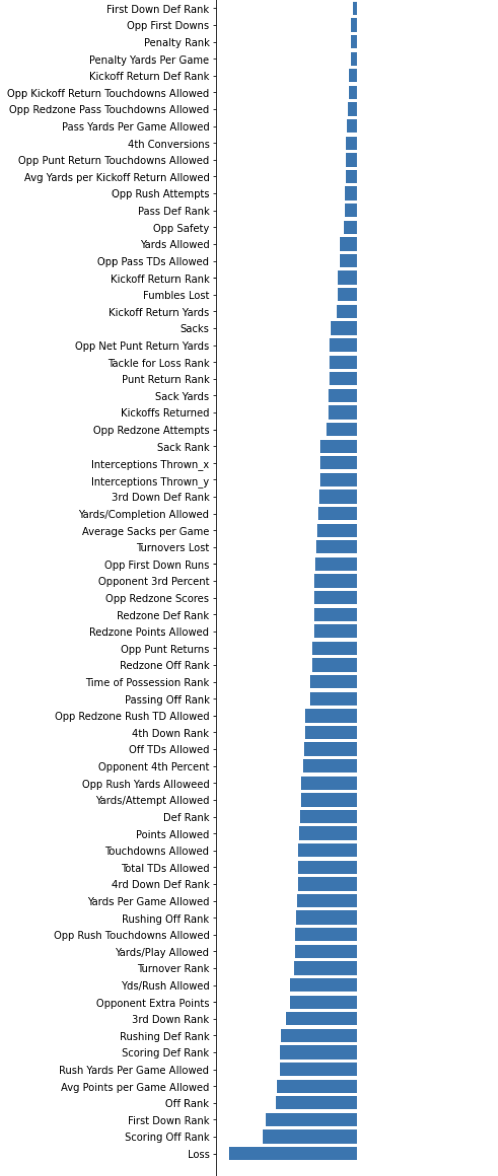 First Down Def Rank
Opp First Downs
Penalty Rank
Penalty Yards Per Game
Kickoff Return Def Rank
Opp Kickoff Return Touchdowns Allowed
Opp Redzone Pass Touchdowns Allowed
Pass Yards Per Game Allowed
4th Conversions
Opp Punt Return Touchdowns Allowed
Avg Yards per Kickoff Return Allowed
Opp Rush Attempts
Pass Def Rank
Opp Safety
Yards Allowed
Opp Pass TDs Allowed
Kickoff Return Rank
Fumbles Lost
Kickoff Return Yards
Sacks
Opp Net Punt Return Yards
Tackle for Loss Rank
Punt Return Rank
Sack Yards
Kickoffs Returned
Opp Redzone Attempts
Sack Rank
Interceptions Thrown_x
Interceptions Thrown_y
3rd Down Def Rank
Yards/Completion Allowed
Average Sacks per Game
Turnovers Lost
Opp First Down Runs
Opponent 3rd Percent
Opp Redzone Scores
Redzone Def Rank
Redzone Points Allowed
Opp Punt Returns
Redzone Off Rank
Time of Possession Rank
Passing Off Rank
Opp Redzone Rush TD Allowed
4th Down Rank
Off TDs Allowed
Opponent 4th Percent
Opp Rush Yards Alloweed
Yards/Attempt Allowed
Def Rank
Points Allowed
Touchdowns Allowed
Total TDs Allowed
4rd Down Def Rank
Yards Per Game Allowed
Rushing Off Rank
Opp Rush Touchdowns Allowed
Yards/Play Allowed
Turnover Rank
Yds/Rush Allowed
Opponent Extra Points
3rd Down Rank
Rushing Def Rank
Scoring Def Rank
Rush Yards Per Game Allowed
Avg Points per Game Allowed
Off Rank
First Down Rank
Scoring Off Rank
Loss